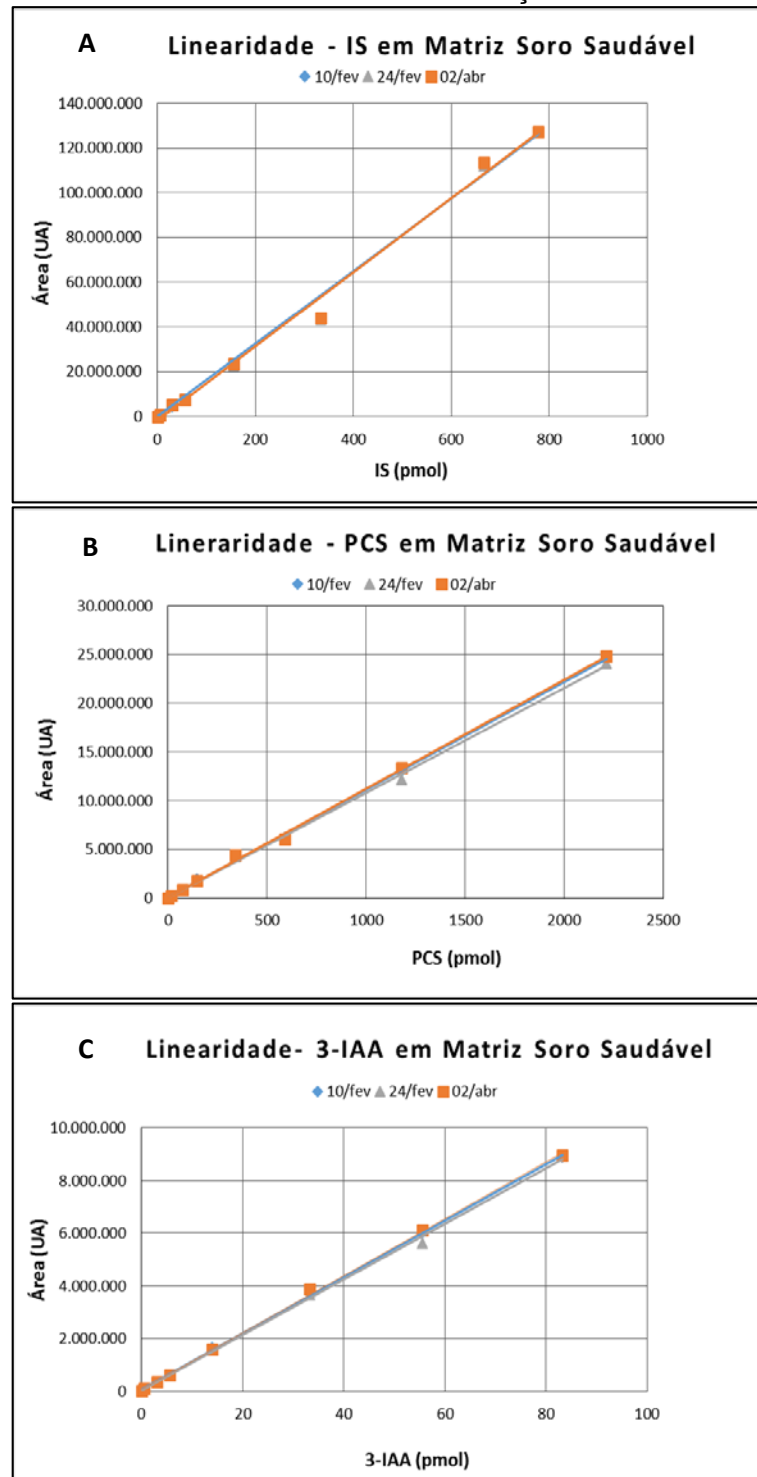 A
Linearidade - IS em Matriz Soro Saudável
10/fev 24/fev 02/abr
140.000.000
120.000.000
100.000.000
80.000.000
60.000.000
40.000.000
20.000.000
0
Área (UA)
0 200 400 600 800 1000
IS (pmol)
B
Lineraridade - PCS em Matriz Soro Saudável
10/fev 24/fev 02/abr
30.000.000
25.000.000
20.000.000
15.000.000
10.000.000
5.000.000
0
Área (UA)
0 500 1000 1500 2000 2500
PCS (pmol)
C
Linearidade- 3-IAA em Matriz Soro Saudável
10/fev 24/fev 02/abr
10.000.000
8.000.000
6.000.000
4.000.000
2.000.000
0
Área (UA)
0 20 40 60 80 100
3-IAA (pmol)